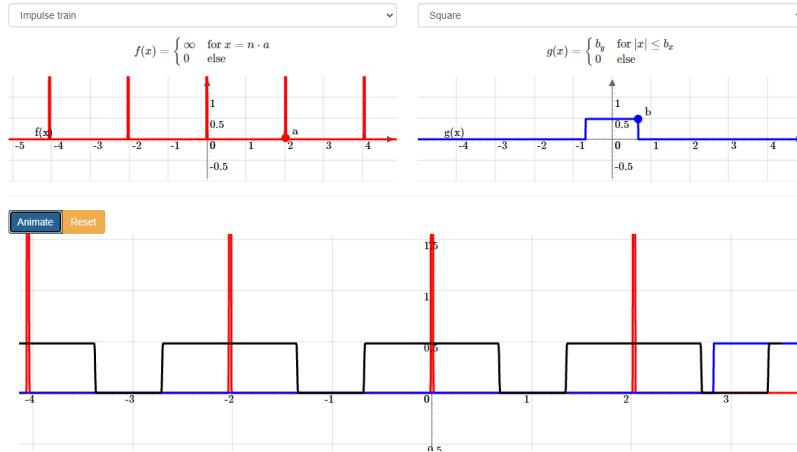 Impulse train
Square
f(x) = { ∞ for x = n · a
0 else
g(x) = { b_y for |x| ≤ b_x
0 else
1
0.5
f(x)
a
-5 -4 -3 -2 -1 0 1 2 3 4
-0.5
1
b
0.5
g(x)
-4 -3 -2 -1 0 1 2 3 4
-0.5
Animate
Reset
1.5
1
0.5
-4 -3 -2 -1 0 1 2 3
0.5